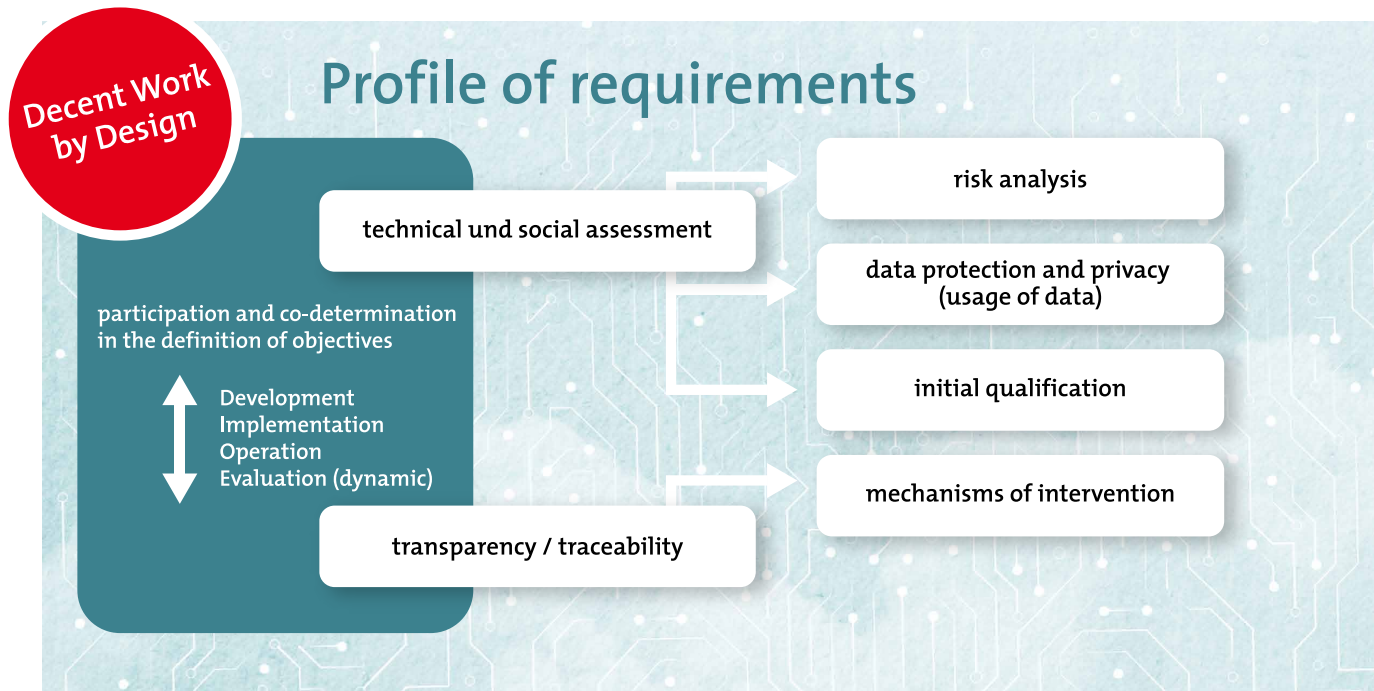 Decent Work
by Design
Profile of requirements
technical und social assessment
participation and co-determination
in the definition of objectives
Development
Implementation
Operation
Evaluation (dynamic)
transparency / traceability
risk analysis
data protection and privacy
(usage of data)
initial qualification
mechanisms of intervention